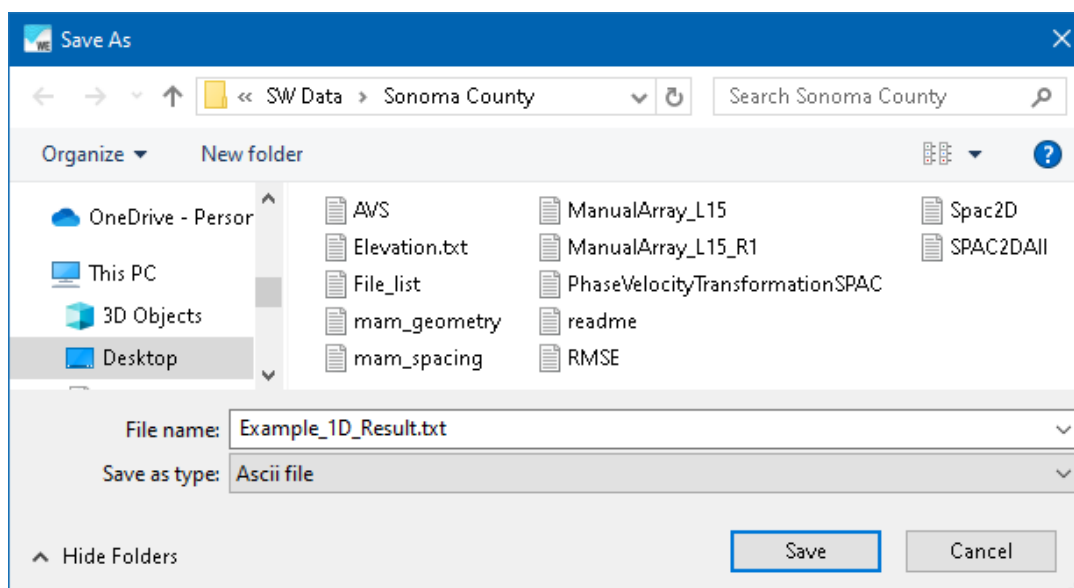 WE Save As
« SW Data > Sonoma County
Search Sonoma County
Organize
New folder
?
OneDrive - Person
This PC
3D Objects
Desktop
AVS
Elevation.txt
File_list
mam_geometry
mam_spacing
ManualArray_L15
ManualArray_L15_R1
PhaseVelocityTransformationSPAC
readme
RMSE
Spac2D
SPAC2DAll
File name: Example_1D_Result.txt
Save as type: Ascii file
Hide Folders
Save
Cancel